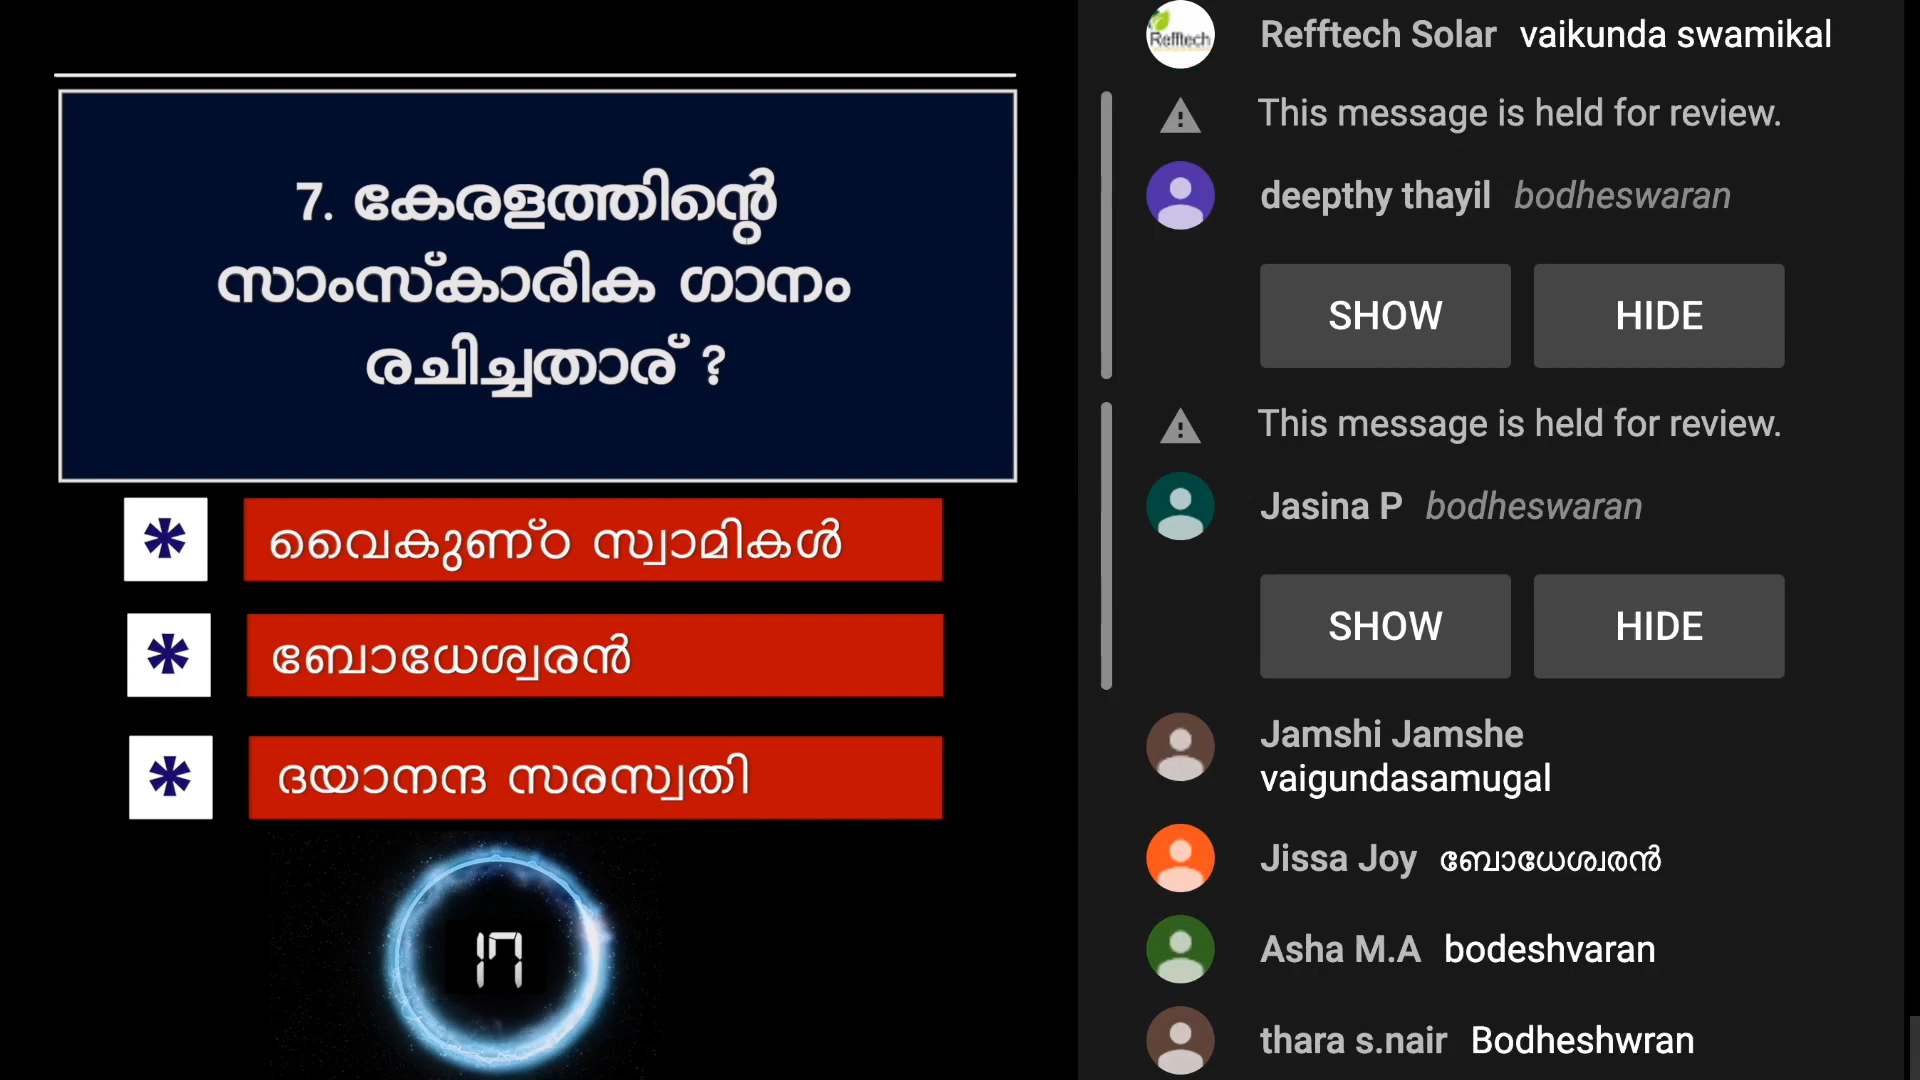 7. കേരളത്തിന്റെ
സാംസ്കാരിക ഗാനം
രചിച്ചതാര് ?
* വൈകുണ്ഠ സ്വാമികൾ
* ബോധേശ്വരൻ
* ദയാനന്ദ സരസ്വതി
17
Refftech
Refftech Solar vaikunda swamikal
This message is held for review.
deepthy thayil bodheswaran
SHOW HIDE
This message is held for review.
Jasina P bodheswaran
SHOW HIDE
Jamshi Jamshe
vaigundasamugal
Jissa Joy ബോധേശ്വരൻ
Asha M.A bodeshvaran
thara s.nair Bodheshwran